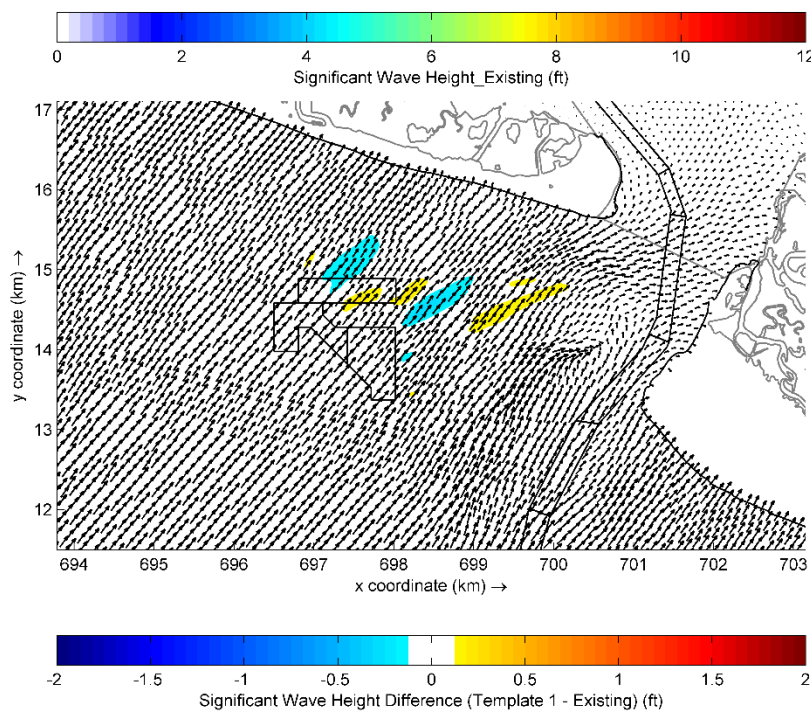 0 2 4 6 8 10 12
Significant Wave Height_Existing (ft)
17
16
15
14
13
12
y coordinate (km) →
694 695 696 697 698 699 700 701 702 703
x coordinate (km) →
-2 -1.5 -1 -0.5 0 0.5 1 1.5 2
Significant Wave Height Difference (Template 1 - Existing) (ft)